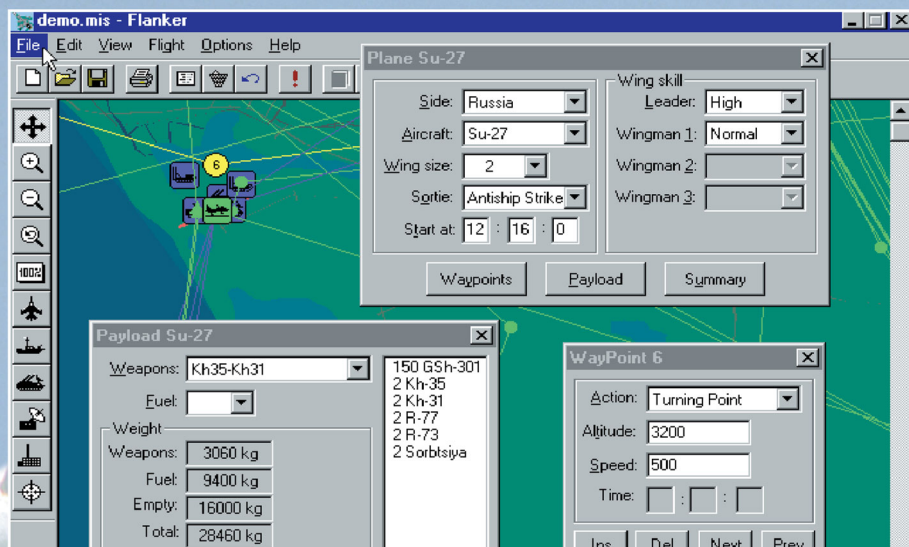 demo.mis - Flanker
File Edit View Flight Options Help
100%
6
Plane Su-27
Side: Russia
Aircraft: Su-27
Wing size: 2
Sortie: Antiship Strike
Start at: 12 : 16 : 0
Wing skill
Leader: High
Wingman 1: Normal
Wingman 2:
Wingman 3:
Waypoints Payload Summary
Payload Su-27
Weapons: Kh35-Kh31
Fuel:
Weight
Weapons: 3060 kg
Fuel: 9400 kg
Empty: 16000 kg
Total: 28460 kg
150 GSh-301
2 Kh-35
2 Kh-31
2 R-77
2 R-73
2 Sorbtsiya
WayPoint 6
Action: Turning Point
Altitude: 3200
Speed: 500
Time: : :
Ins Del Next Prev